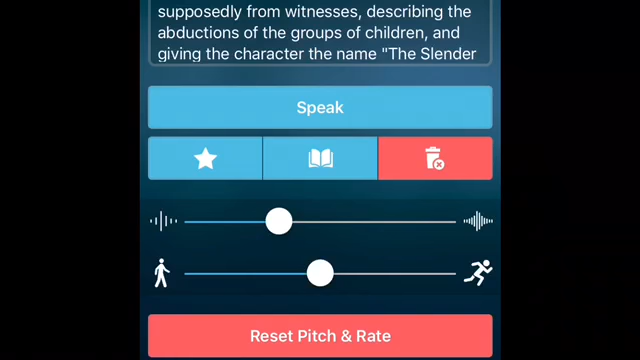 supposedly from witnesses, describing the
abductions of the groups of children, and
giving the character the name "The Slender
Speak
Reset Pitch & Rate